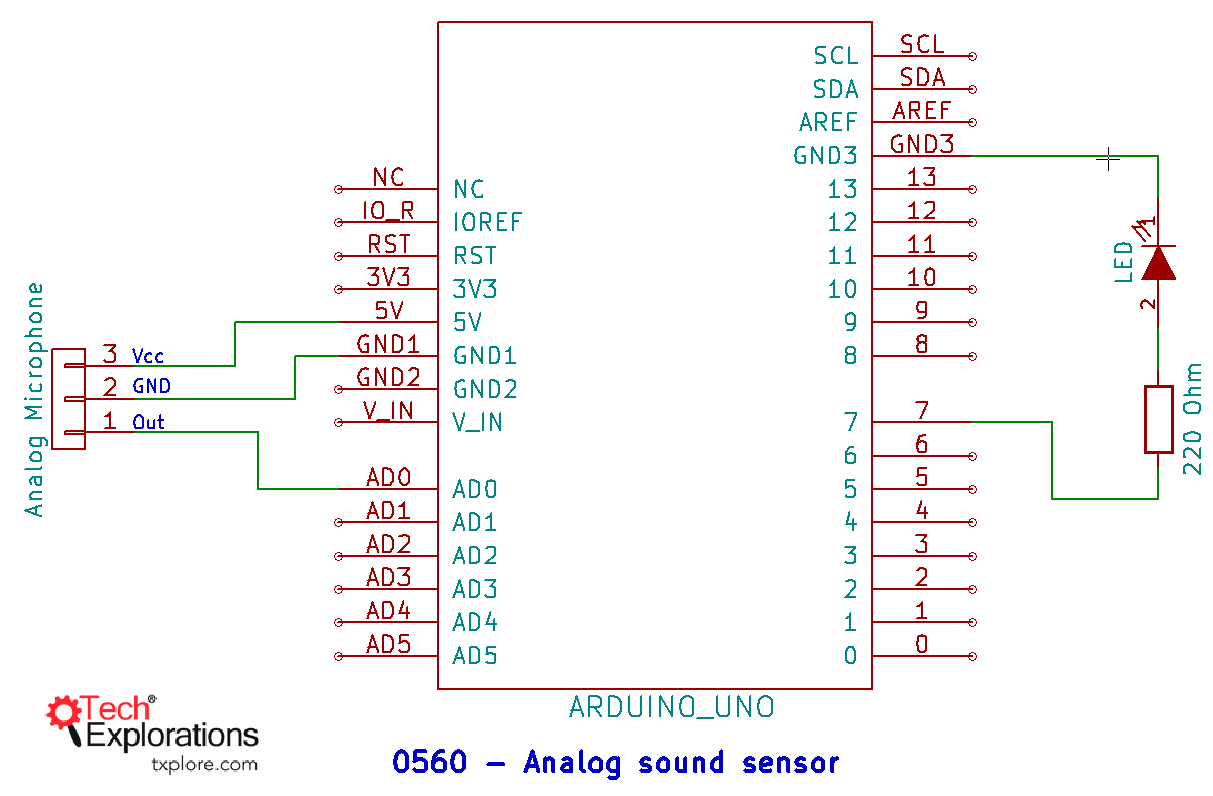 SCL SCL
SDA SDA
AREF AREF
GND3 GND3
NC NC 13 13
IO_R IOREF 12 12
RST RST 11 11
3V3 3V3 10 10
5V 5V 9 9
GND1 GND1 8 8
GND2 GND2
V_IN V_IN 7 7
6 6
AD0 AD0 5 5
AD1 AD1 4 4
AD2 AD2 3 3
AD3 AD3 2 2
AD4 AD4 1 1
AD5 AD5 0 0
ARDUINO_UNO
Analog Microphone
3 Vcc
2 GND
1 Out
1
LED
2
220 Ohm
Tech®
Explorations
txplore.com
0560 – Analog sound sensor